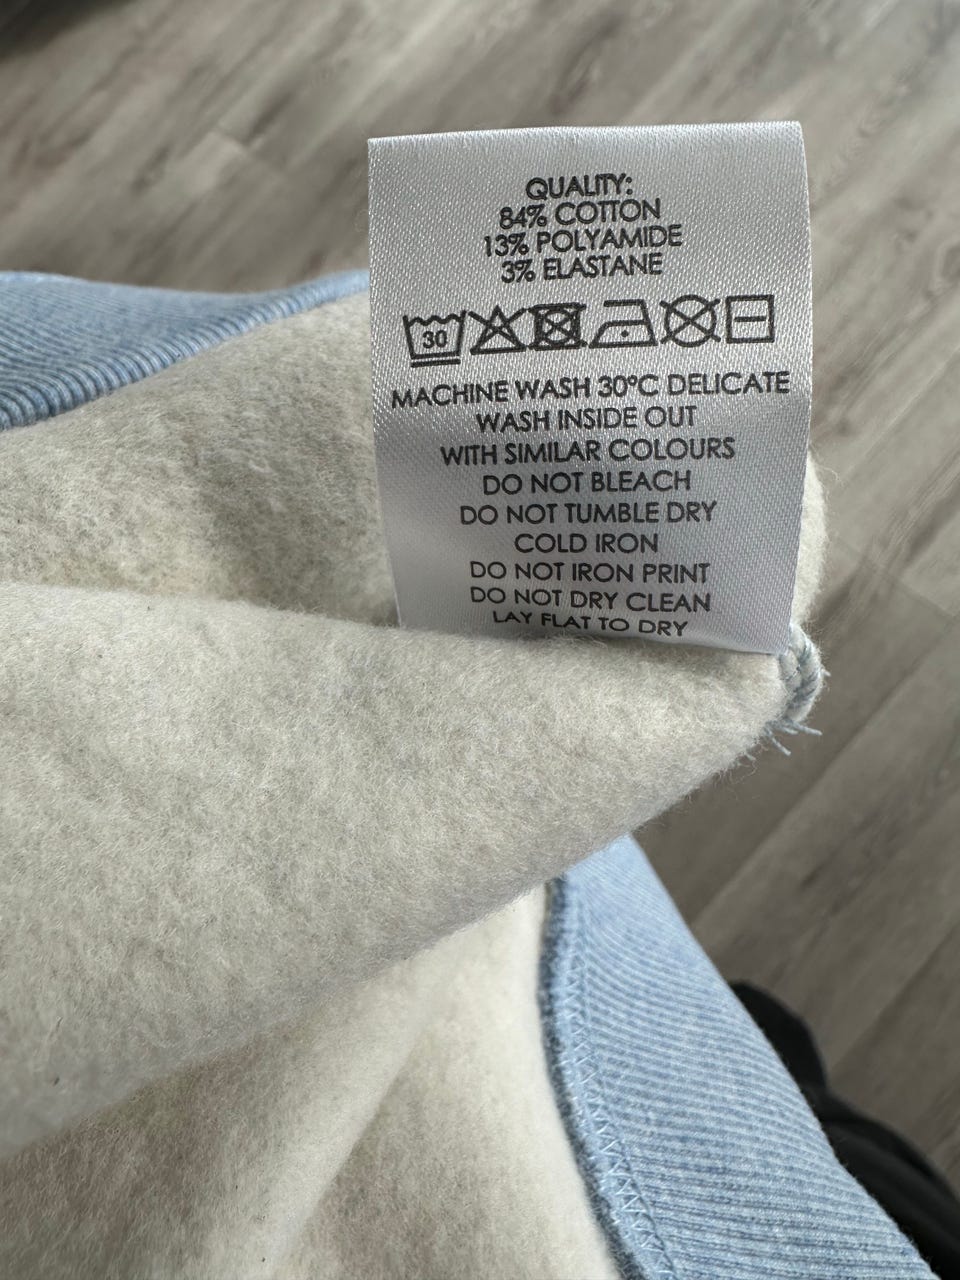 QUALITY:
84% COTTON
13% POLYAMIDE
3% ELASTANE
30
MACHINE WASH 30°C DELICATE
WASH INSIDE OUT
WITH SIMILAR COLOURS
DO NOT BLEACH
DO NOT TUMBLE DRY
COLD IRON
DO NOT IRON PRINT
DO NOT DRY CLEAN
LAY FLAT TO DRY